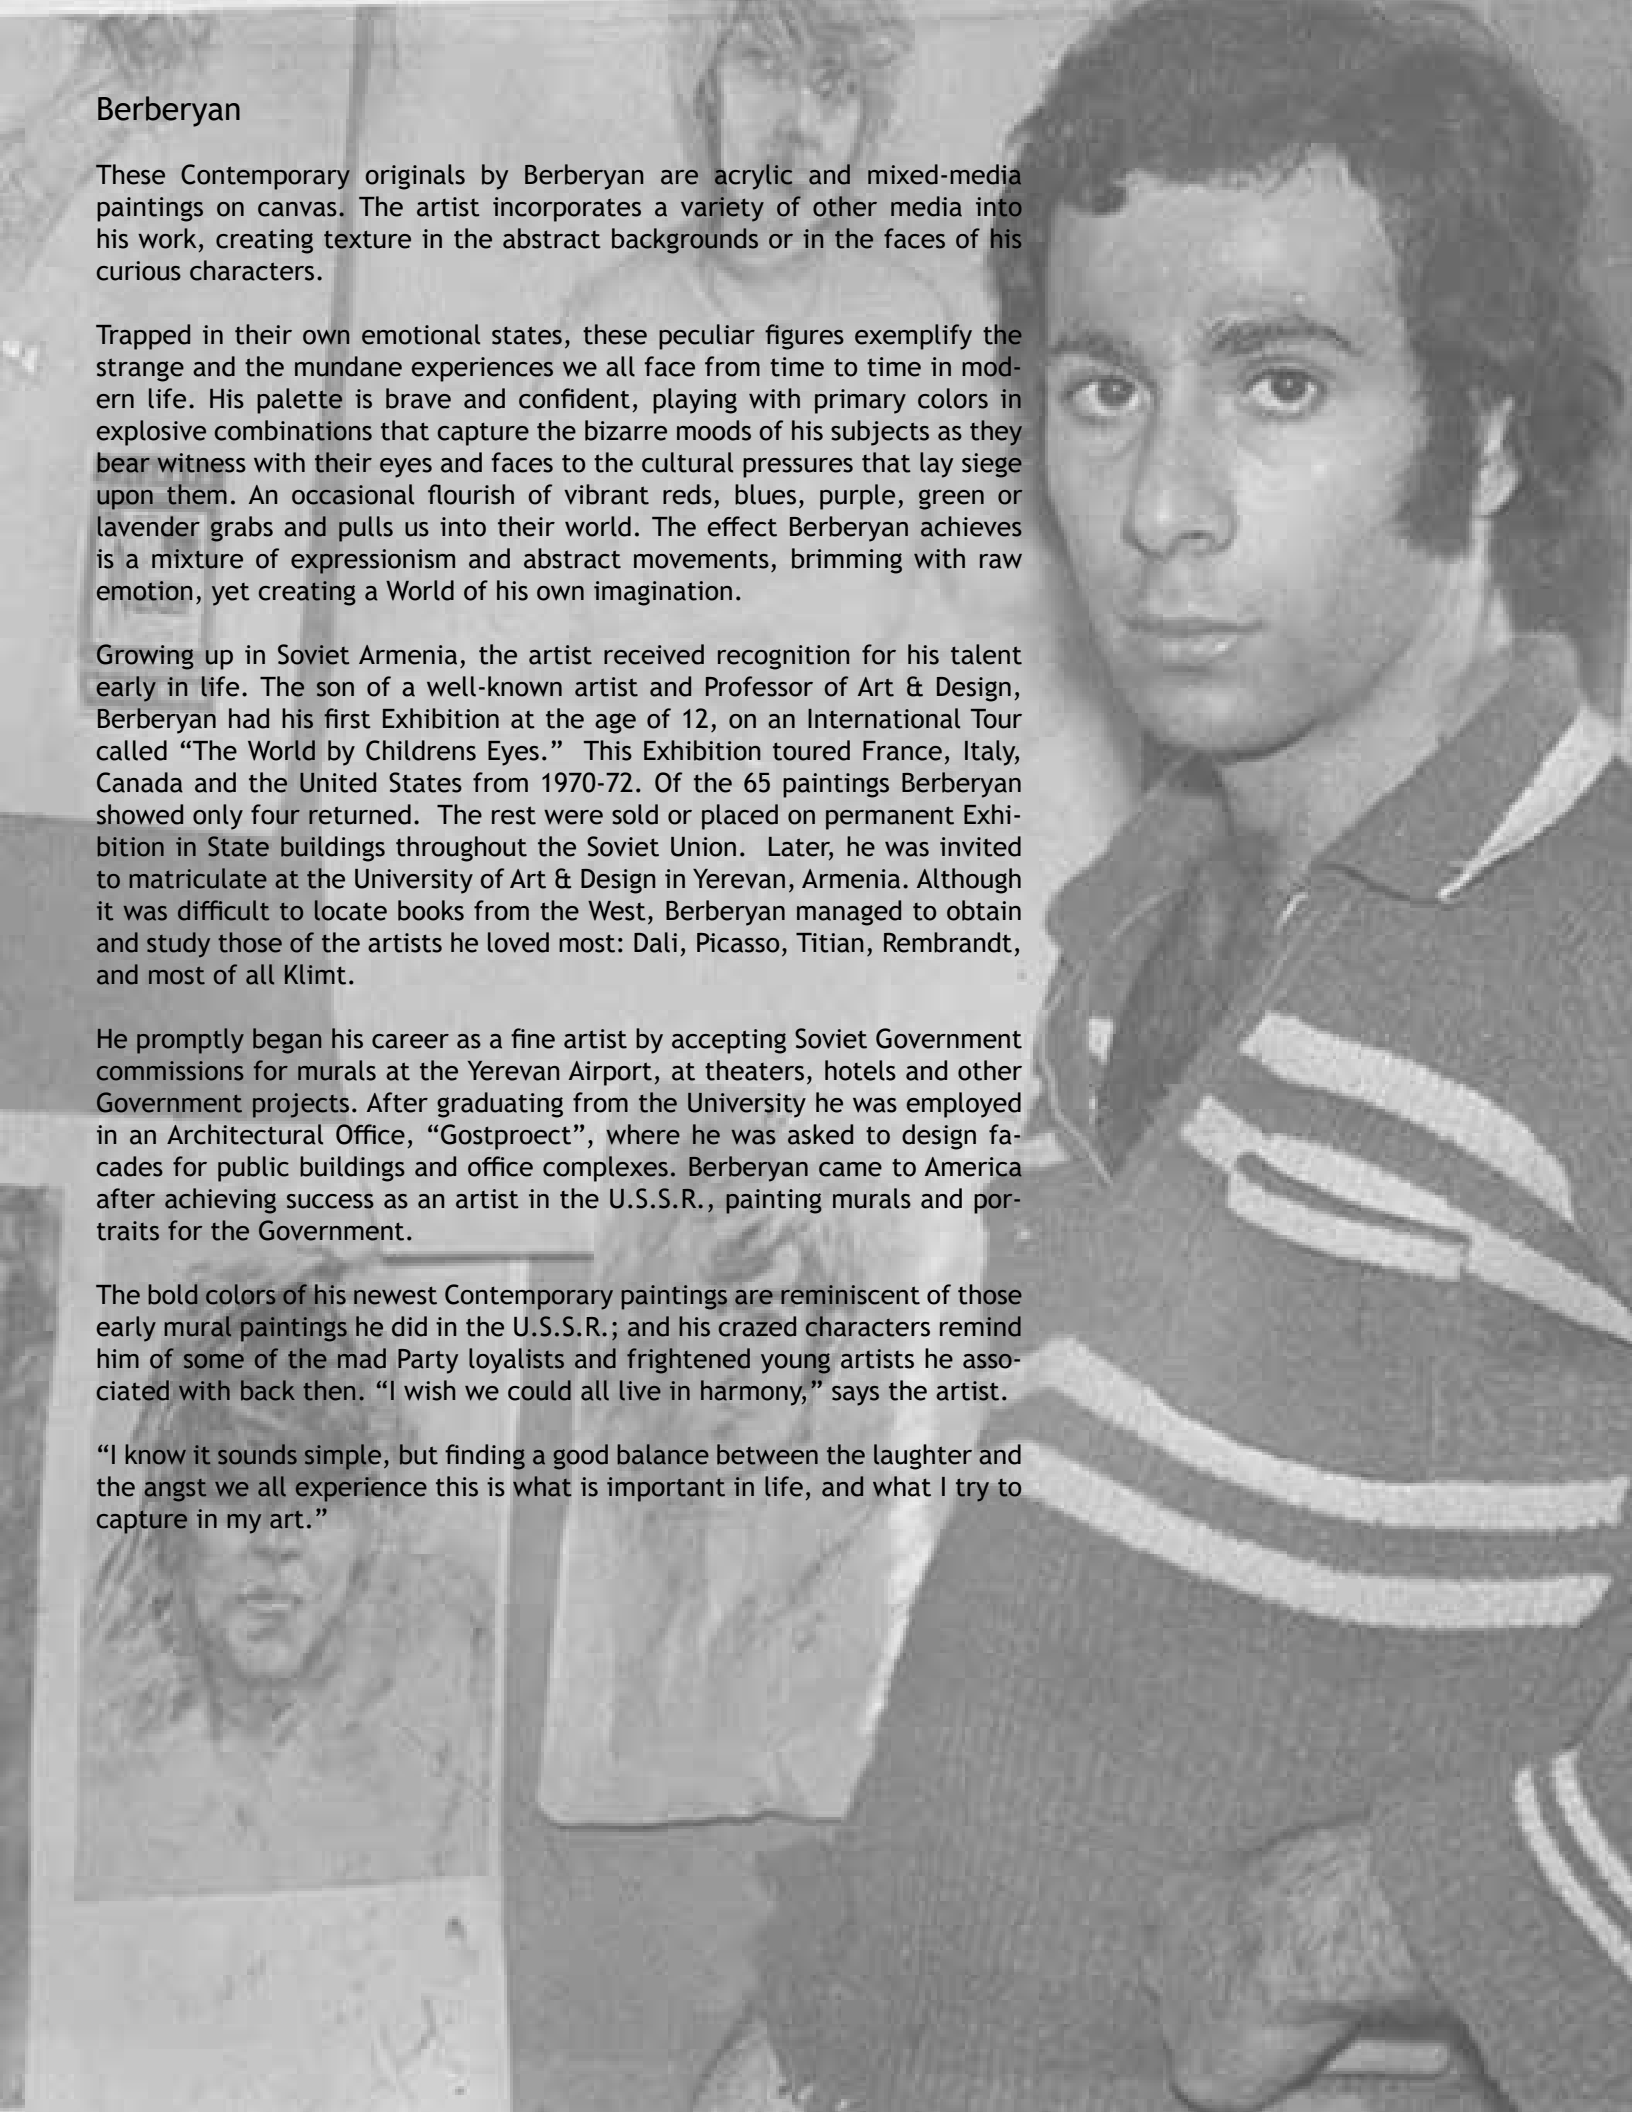 Berberyan
These Contemporary originals by Berberyan are acrylic and mixed-media
paintings on canvas. The artist incorporates a variety of other media into
his work, creating texture in the abstract backgrounds or in the faces of his
curious characters.
Trapped in their own emotional states, these peculiar figures exemplify the
strange and the mundane experiences we all face from time to time in mod-
ern life. His palette is brave and confident, playing with primary colors in
explosive combinations that capture the bizarre moods of his subjects as they
bear witness with their eyes and faces to the cultural pressures that lay siege
upon them. An occasional flourish of vibrant reds, blues, purple, green or
lavender grabs and pulls us into their world. The effect Berberyan achieves
is a mixture of expressionism and abstract movements, brimming with raw
emotion, yet creating a World of his own imagination.
Growing up in Soviet Armenia, the artist received recognition for his talent
early in life. The son of a well-known artist and Professor of Art & Design,
Berberyan had his first Exhibition at the age of 12, on an International Tour
called “The World by Childrens Eyes.”  This Exhibition toured France, Italy,
Canada and the United States from 1970-72. Of the 65 paintings Berberyan
showed only four returned.  The rest were sold or placed on permanent Exhi-
bition in State buildings throughout the Soviet Union.  Later, he was invited
to matriculate at the University of Art & Design in Yerevan, Armenia. Although
it was difficult to locate books from the West, Berberyan managed to obtain
and study those of the artists he loved most: Dali, Picasso, Titian, Rembrandt,
and most of all Klimt.
He promptly began his career as a fine artist by accepting Soviet Government
commissions for murals at the Yerevan Airport, at theaters, hotels and other
Government projects. After graduating from the University he was employed
in an Architectural Office, “Gostproect”, where he was asked to design fa-
cades for public buildings and office complexes. Berberyan came to America
after achieving success as an artist in the U.S.S.R., painting murals and por-
traits for the Government.
The bold colors of his newest Contemporary paintings are reminiscent of those
early mural paintings he did in the U.S.S.R.; and his crazed characters remind
him of some of the mad Party loyalists and frightened young artists he asso-
ciated with back then. “I wish we could all live in harmony,” says the artist.
“I know it sounds simple, but finding a good balance between the laughter and
the angst we all experience this is what is important in life, and what I try to
capture in my art.”